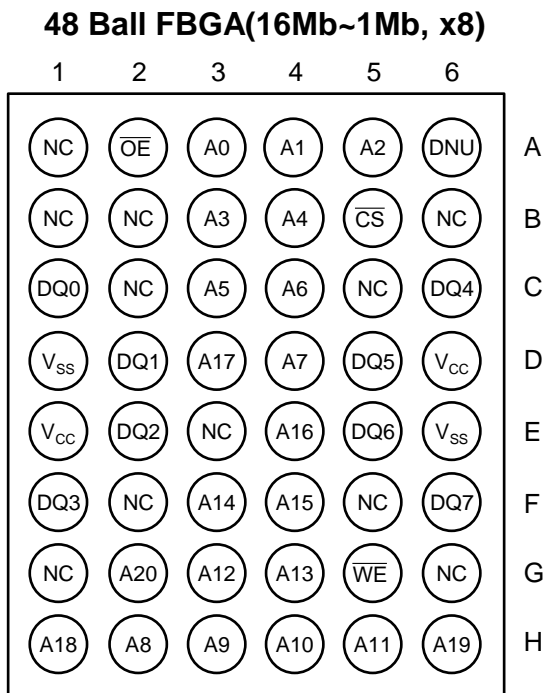 48 Ball FBGA(16Mb~1Mb, x8)
1 2 3 4 5 6
NC O̅E̅ A0 A1 A2 DNU A
NC NC A3 A4 C̅S̅ NC B
DQ0 NC A5 A6 NC DQ4 C
VSS DQ1 A17 A7 DQ5 VCC D
VCC DQ2 NC A16 DQ6 VSS E
DQ3 NC A14 A15 NC DQ7 F
NC A20 A12 A13 W̅E̅ NC G
A18 A8 A9 A10 A11 A19 H